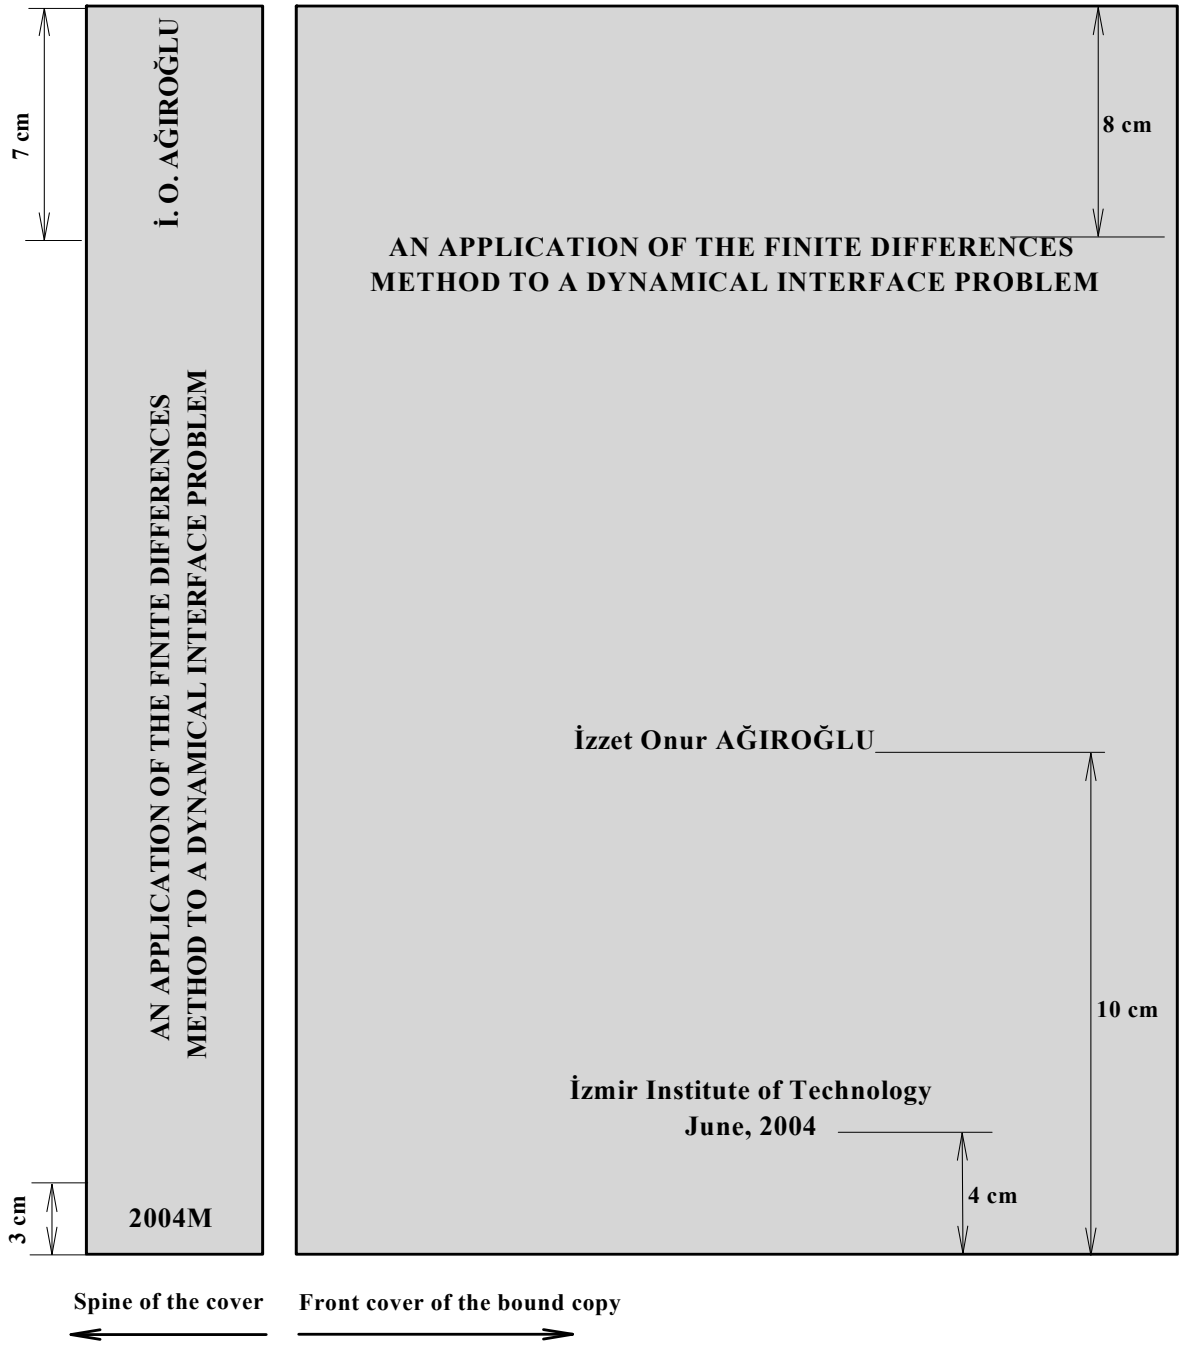 7 cm
İ. O. AĞIROĞLU
AN APPLICATION OF THE FINITE DIFFERENCES
METHOD TO A DYNAMICAL INTERFACE PROBLEM
2004M
3 cm
8 cm
AN APPLICATION OF THE FINITE DIFFERENCES
METHOD TO A DYNAMICAL INTERFACE PROBLEM
İzzet Onur AĞIROĞLU
10 cm
İzmir Institute of Technology
June, 2004
4 cm
Spine of the cover
Front cover of the bound copy